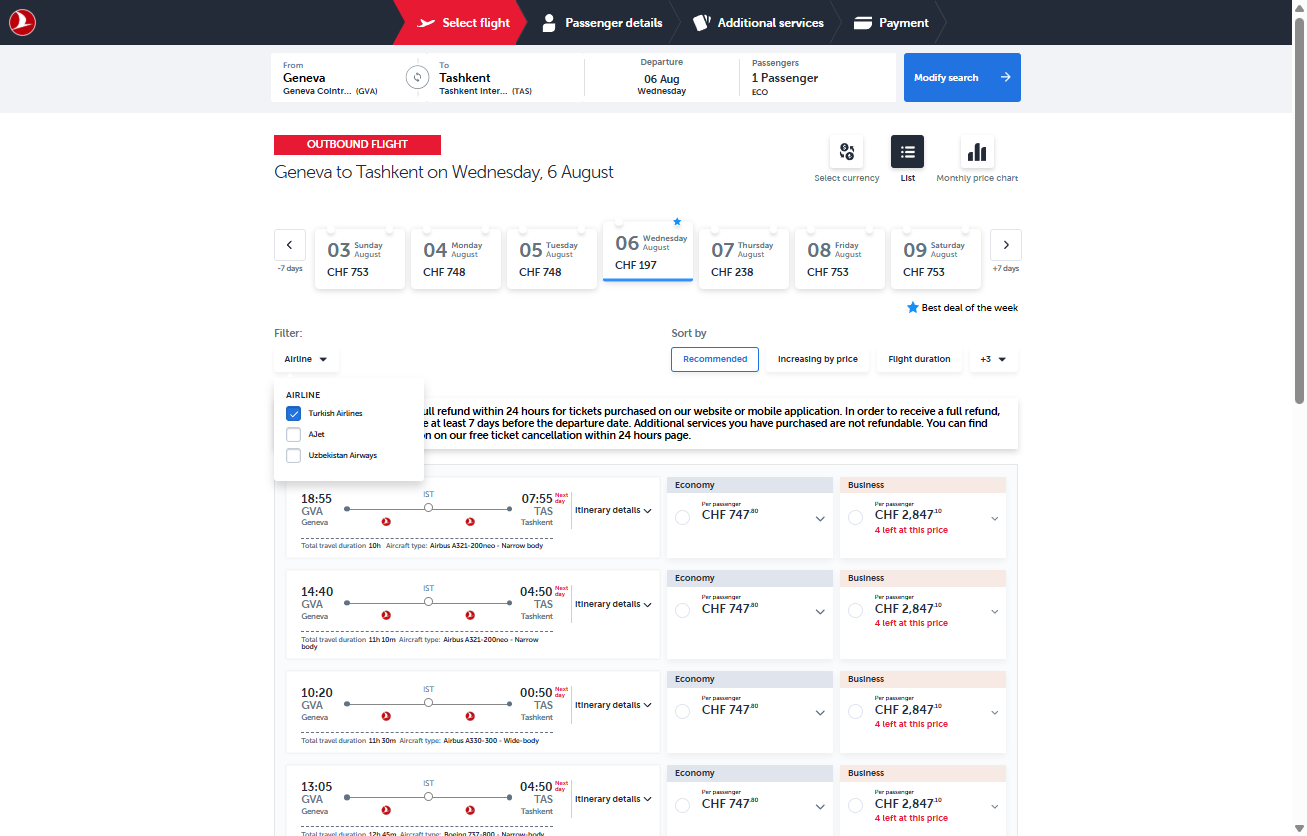 Select flight
Passenger details
Additional services
Payment
From
Geneva
Geneva Cointr... (GVA)
To
Tashkent
Tashkent Inter... (TAS)
Departure
06 Aug
Wednesday
Passengers
1 Passenger
ECO
Modify search
OUTBOUND FLIGHT
Geneva to Tashkent on Wednesday, 6 August
Select currency
List
Monthly price chart
-7 days
03 Sunday August
CHF 753
04 Monday August
CHF 748
05 Tuesday August
CHF 748
06 Wednesday August
CHF 197
07 Thursday August
CHF 238
08 Friday August
CHF 753
09 Saturday August
CHF 753
+7 days
Best deal of the week
Filter:
Sort by
Airline
Recommended
Increasing by price
Flight duration
+3
AIRLINE
Turkish Airlines
AJet
Uzbekistan Airways
ull refund within 24 hours for tickets purchased on our website or mobile application. In order to receive a full refund,
e at least 7 days before the departure date. Additional services you have purchased are not refundable. You can find
on on our free ticket cancellation within 24 hours page.
18:55
GVA
Geneva
IST
07:55 Next day
TAS
Tashkent
Itinerary details
Total travel duration 10h Aircraft type: Airbus A321-200neo - Narrow body
Economy
Per passenger
CHF 747.80
Business
Per passenger
CHF 2,847.10
4 left at this price
14:40
GVA
Geneva
IST
04:50 Next day
TAS
Tashkent
Itinerary details
Total travel duration 11h 10m Aircraft type: Airbus A321-200neo - Narrow
body
Economy
Per passenger
CHF 747.80
Business
Per passenger
CHF 2,847.10
4 left at this price
10:20
GVA
Geneva
IST
00:50 Next day
TAS
Tashkent
Itinerary details
Total travel duration 11h 30m Aircraft type: Airbus A330-300 - Wide-body
Economy
Per passenger
CHF 747.80
Business
Per passenger
CHF 2,847.10
4 left at this price
13:05
GVA
Geneva
IST
04:50 Next day
TAS
Tashkent
Itinerary details
Total travel duration 12h 45m Aircraft type: Boeing 737-800 - Narrow-body
Economy
Per passenger
CHF 747.80
Business
Per passenger
CHF 2,847.10
4 left at this price